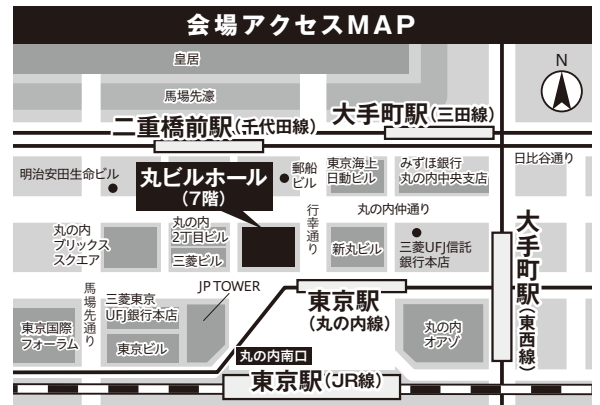 会場アクセスMAP
皇居
N
馬場先濠
大手町駅(三田線)
二重橋前駅(千代田線)
日比谷通り
明治安田生命ビル
丸ビルホール
(7階)
郵船
ビル
東京海上
日動ビル
みずほ銀行
丸の内中央支店
丸の内仲通り
行幸通り
丸の内
ブリックス
スクエア
丸の内
2丁目ビル
三菱ビル
新丸ビル
三菱UFJ信託
銀行本店
大手町駅(東西線)
馬場先通り
JP TOWER
三菱東京
UFJ銀行本店
東京駅
(丸の内線)
東京国際
フォーラム
東京ビル
丸の内
オアゾ
丸の内南口
東京駅(JR線)